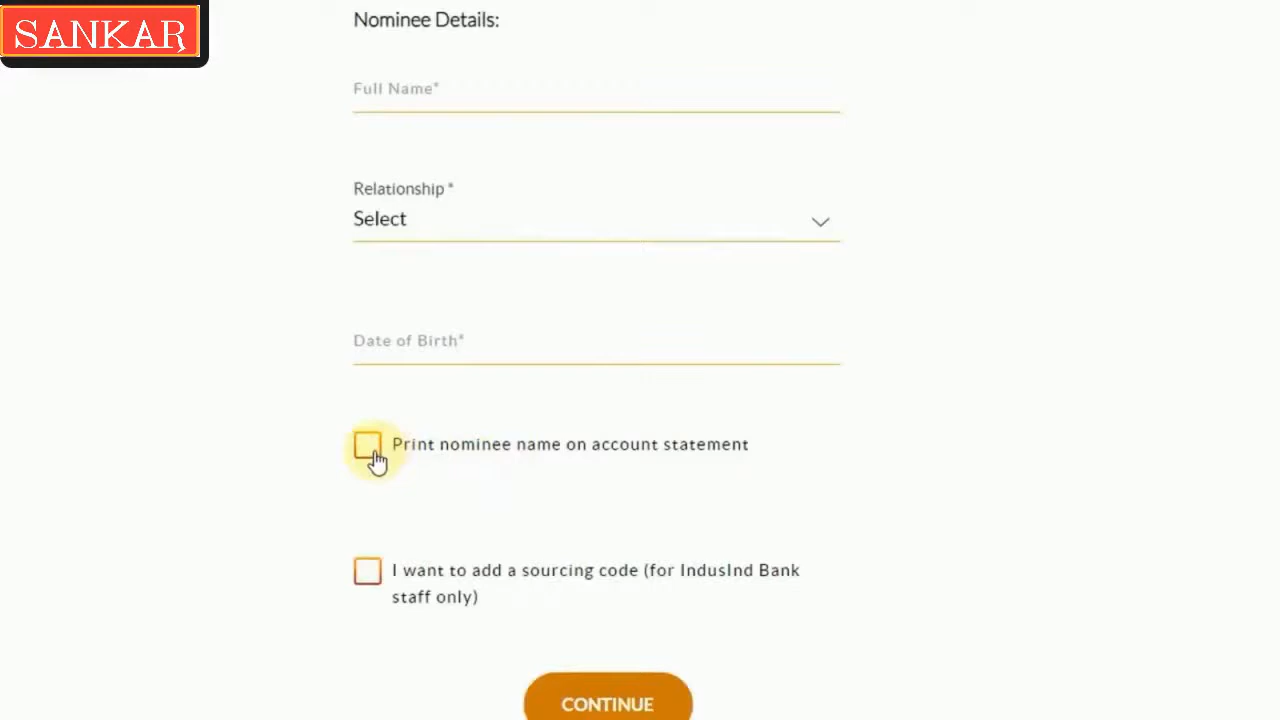 SANKAR
Nominee Details:
Full Name*
Relationship *
Select
Date of Birth*
Print nominee name on account statement
I want to add a sourcing code (for IndusInd Bank
staff only)
CONTINUE